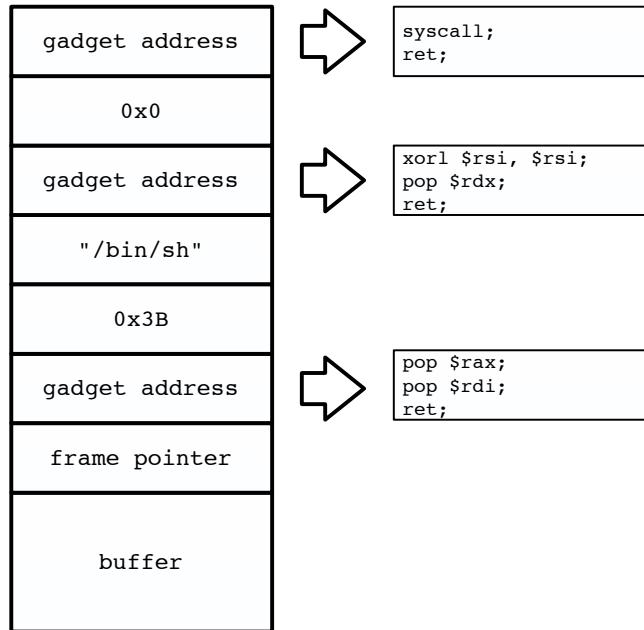 gadget address
syscall;
ret;
0x0
gadget address
xorl $rsi, $rsi;
pop $rdx;
ret;
"/bin/sh"
0x3B
gadget address
pop $rax;
pop $rdi;
ret;
frame pointer
buffer